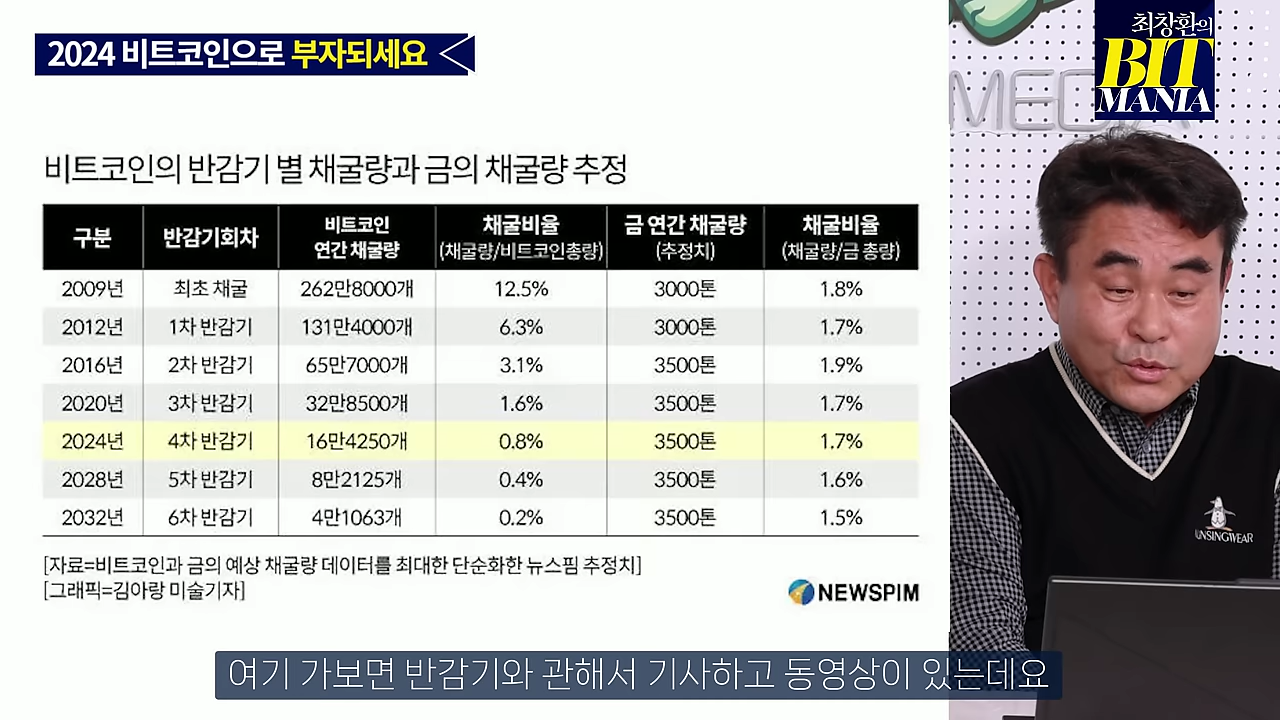 2024 비트코인으로 부자되세요
최창환의
BIT
MANIA
MEDIA
비트코인의 반감기 별 채굴량과 금의 채굴량 추정
구분 반감기회차 비트코인 연간 채굴량 채굴비율 (채굴량/비트코인총량) 금 연간 채굴량 (추정치) 채굴비율 (채굴량/금 총량)
2009년 최초 채굴 262만8000개 12.5% 3000톤 1.8%
2012년 1차 반감기 131만4000개 6.3% 3000톤 1.7%
2016년 2차 반감기 65만7000개 3.1% 3500톤 1.9%
2020년 3차 반감기 32만8500개 1.6% 3500톤 1.7%
2024년 4차 반감기 16만4250개 0.8% 3500톤 1.7%
2028년 5차 반감기 8만2125개 0.4% 3500톤 1.6%
2032년 6차 반감기 4만1063개 0.2% 3500톤 1.5%
[자료=비트코인과 금의 예상 채굴량 데이터를 최대한 단순화한 뉴스핌 추정치]
[그래픽=김아랑 미술기자]
NEWSPIM
UNSINGWEAR
여기 가보면 반감기와 관해서 기사하고 동영상이 있는데요